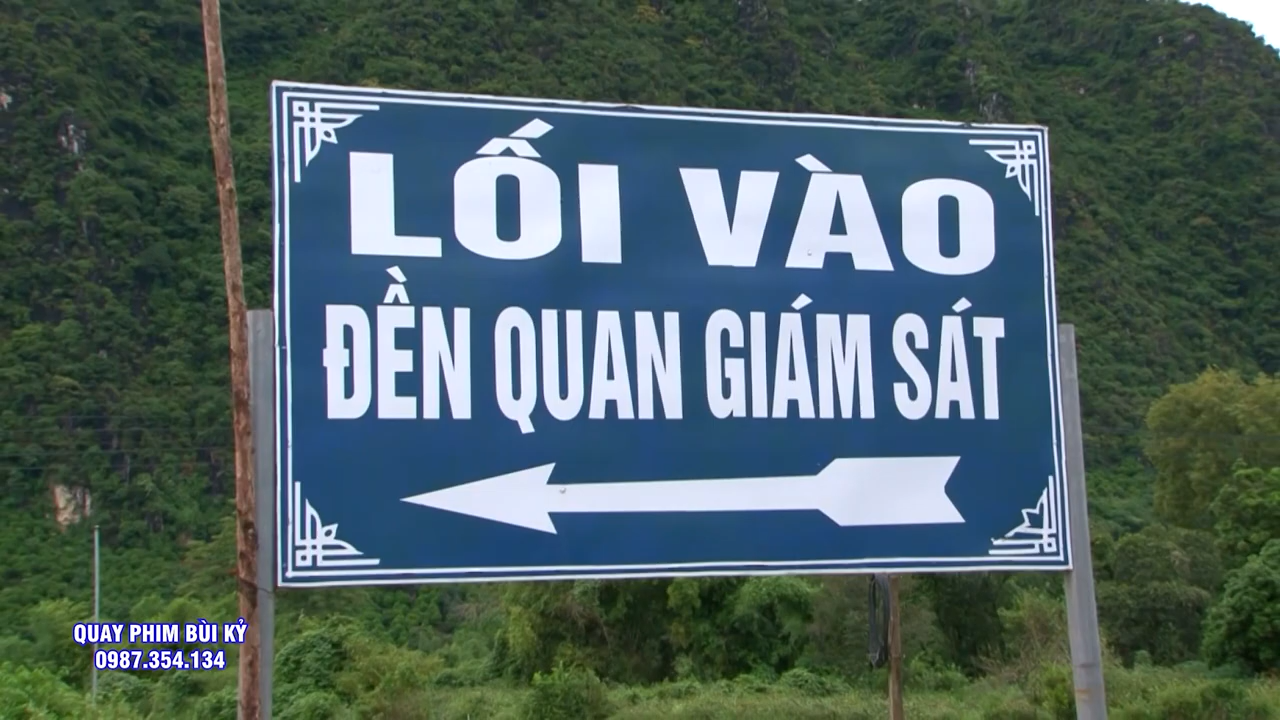 LỐI VÀO
ĐỀN QUAN GIÁM SÁT
QUAY PHIM BÙI KỶ
0987.354.134